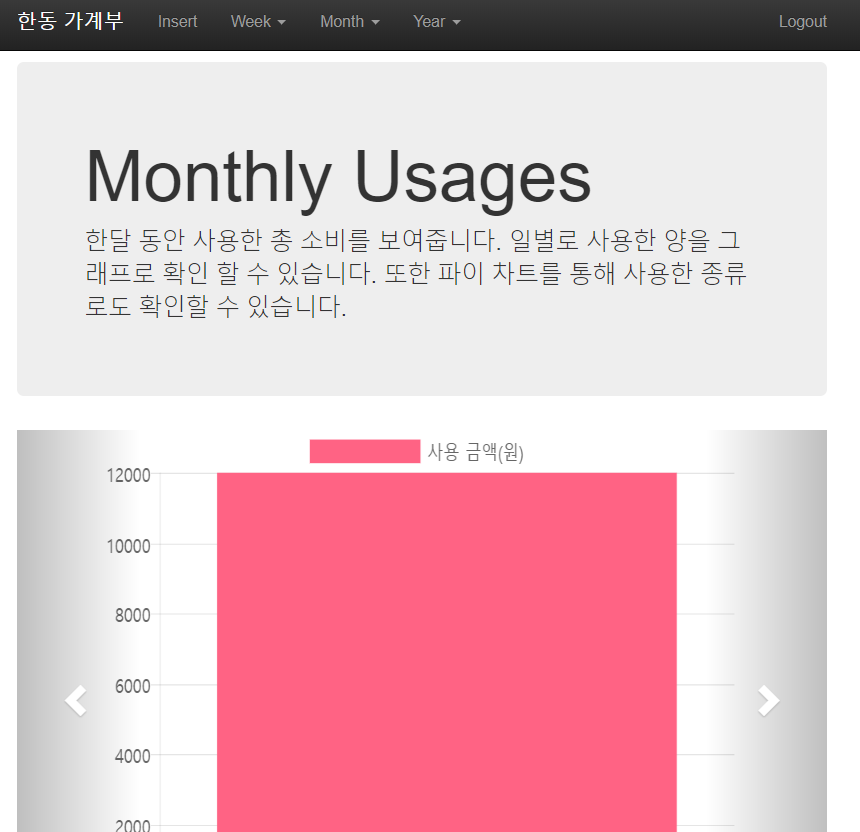 한동 가계부 Insert Week Month Year Logout
Monthly Usages
한달 동안 사용한 총 소비를 보여줍니다. 일별로 사용한 양을 그
래프로 확인 할 수 있습니다. 또한 파이 차트를 통해 사용한 종류
로도 확인할 수 있습니다.
사용 금액(원)
12000
10000
8000
6000
4000
2000